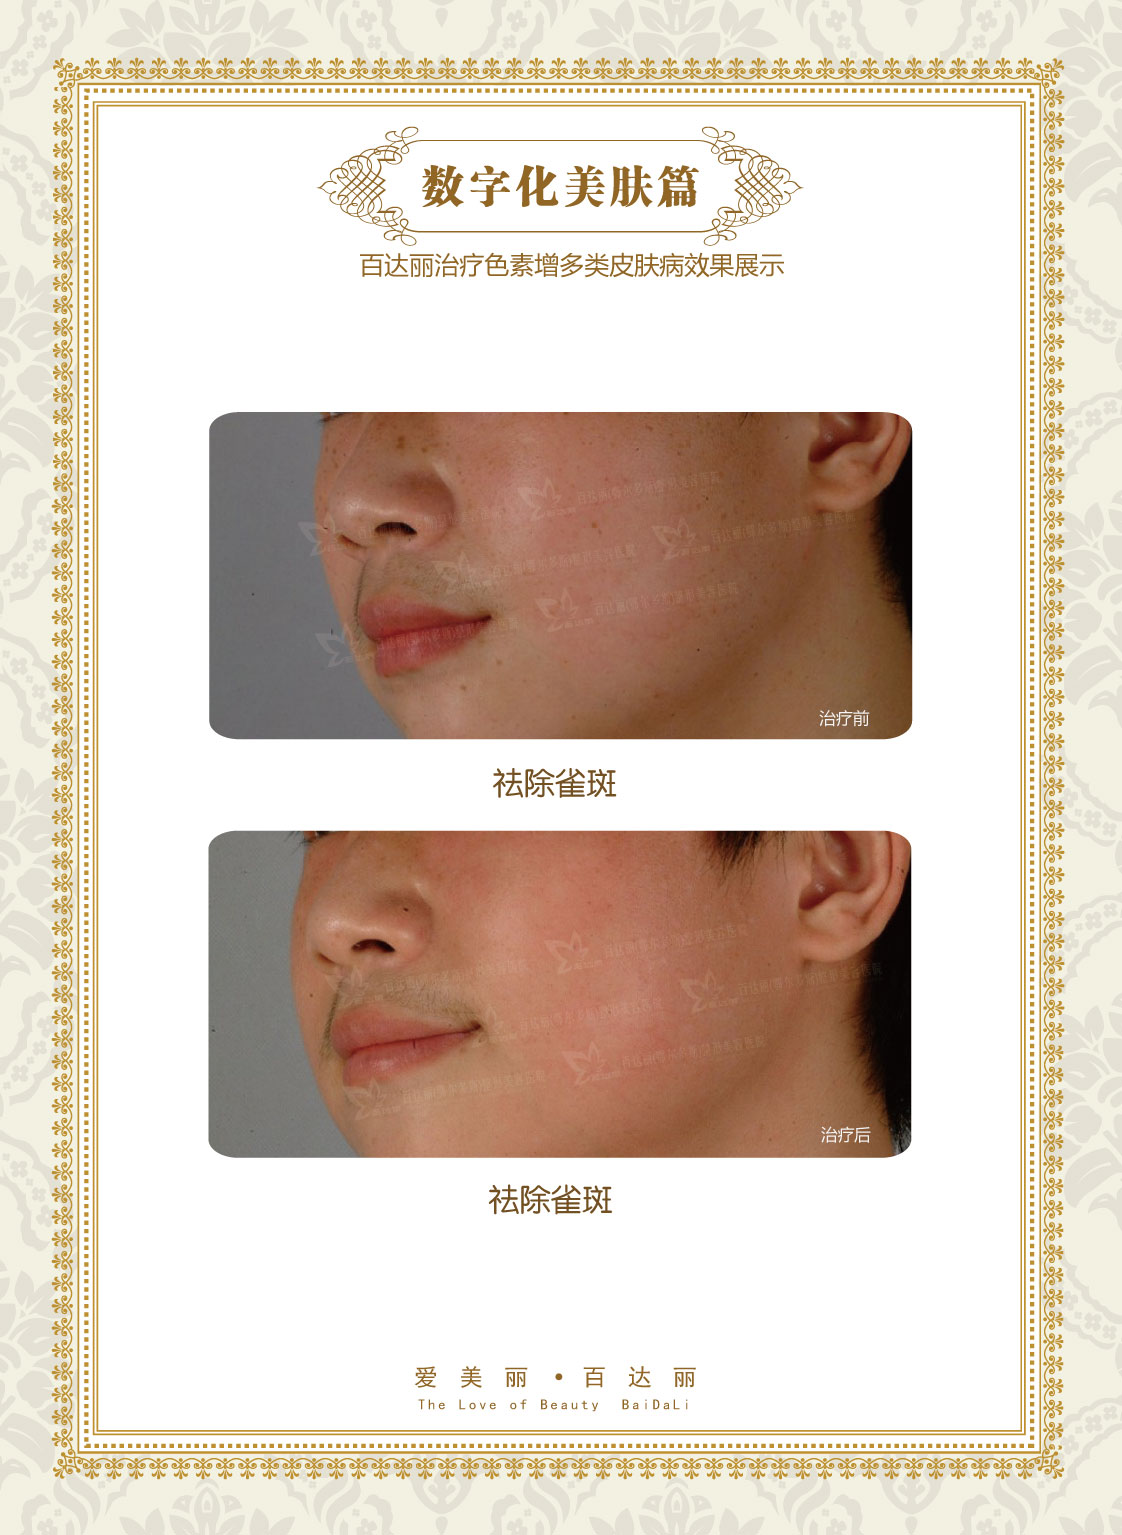 数字化美肤篇
百达丽治疗色素增多类皮肤病效果展示
治疗前
祛除雀斑
治疗后
祛除雀斑
爱美丽·百达丽
The Love of Beauty BaiDaLi